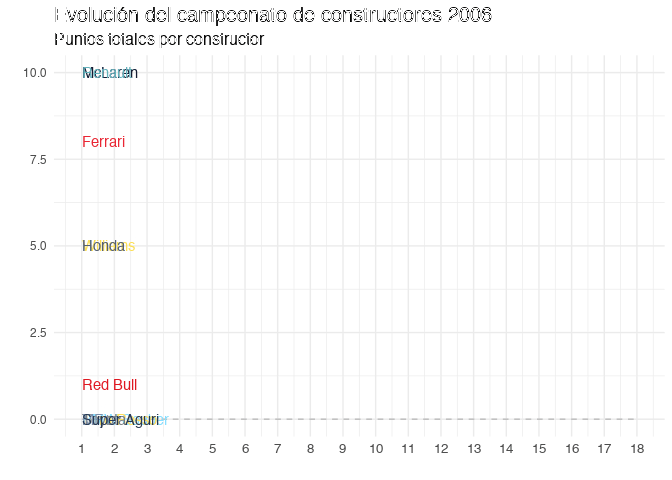 Evolución del campeonato de constructores 2006
Puntos totales por constructor
10.0
Renault
McLaren
Ferrari
7.5
5.0
Honda
Red Bull
2.5
0.0
Super Aguri
1 2 3 4 5 6 7 8 9 10 11 12 13 14 15 16 17 18